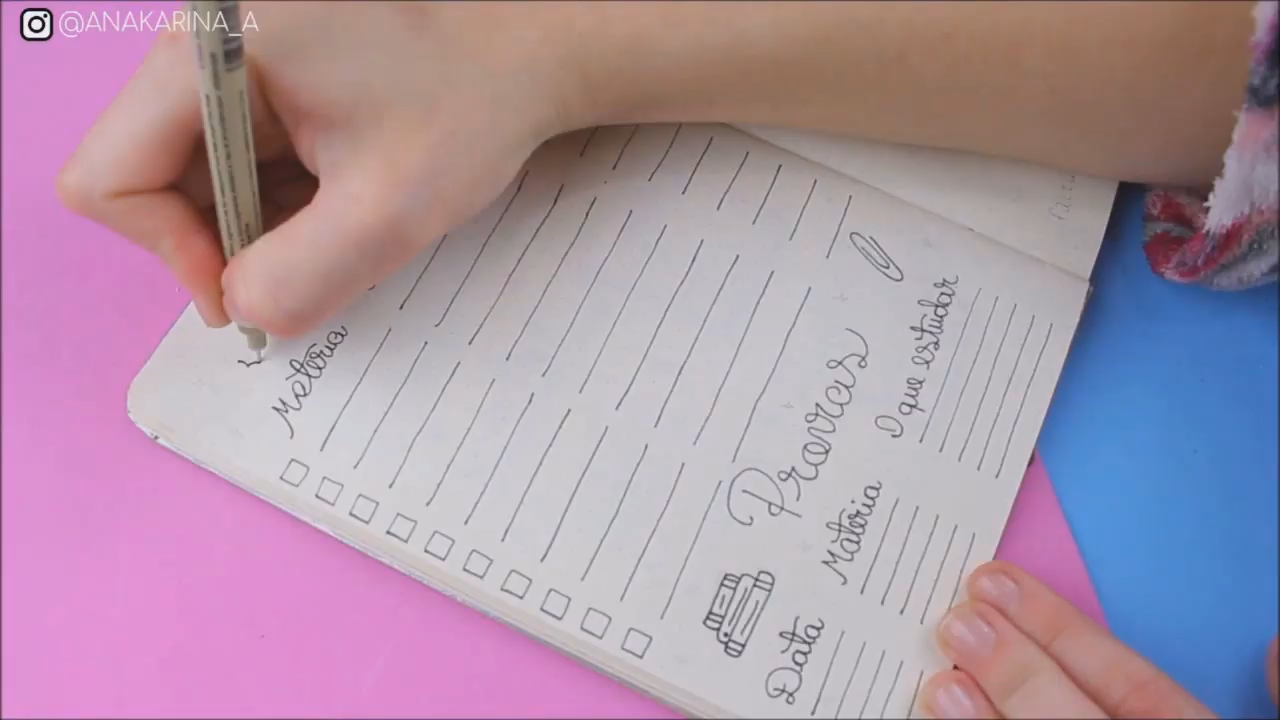 @ANAKARINA_A
Matéria
Provas
Data
Matéria
O que estudar